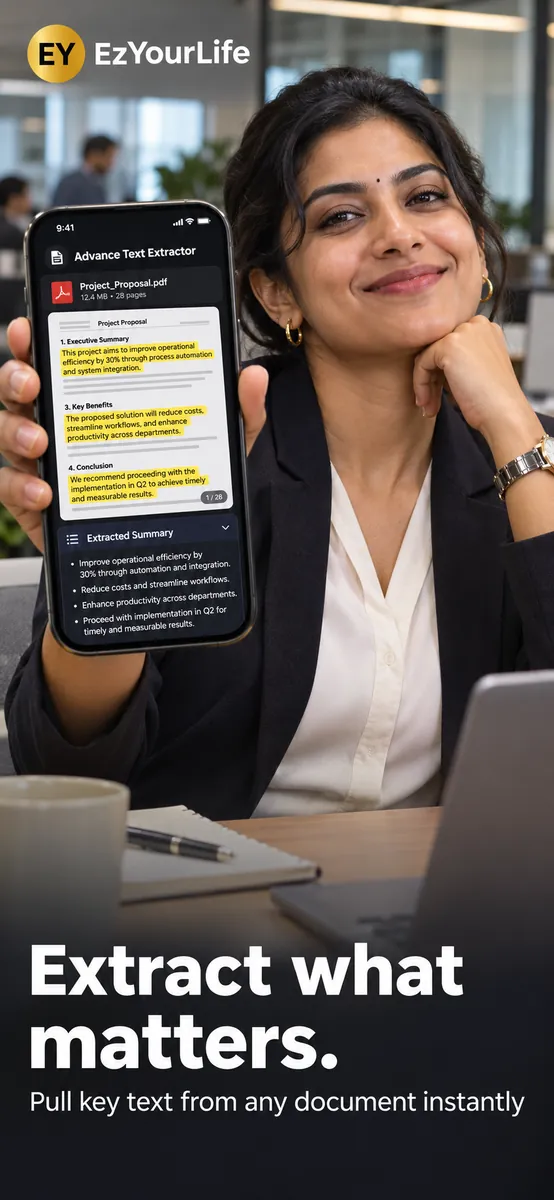 EY EzYourLife
9:41
Advance Text Extractor
Project_Proposal.pdf
12.4 MB • 28 pages
Project Proposal
1. Executive Summary
This project aims to improve operational
efficiency by 30% through process automation
and system integration.
3. Key Benefits
The proposed solution will reduce costs,
streamline workflows, and enhance
productivity across departments.
4. Conclusion
We recommend proceeding with the
implementation in Q2 to achieve timely
and measurable results.
1 / 28
Extracted Summary
• Improve operational efficiency by
30% through automation and integration.
• Reduce costs and streamline workflows.
• Enhance productivity across departments.
• Proceed with implementation in Q2 for
timely and measurable results.
Extract what
matters.
Pull key text from any document instantly